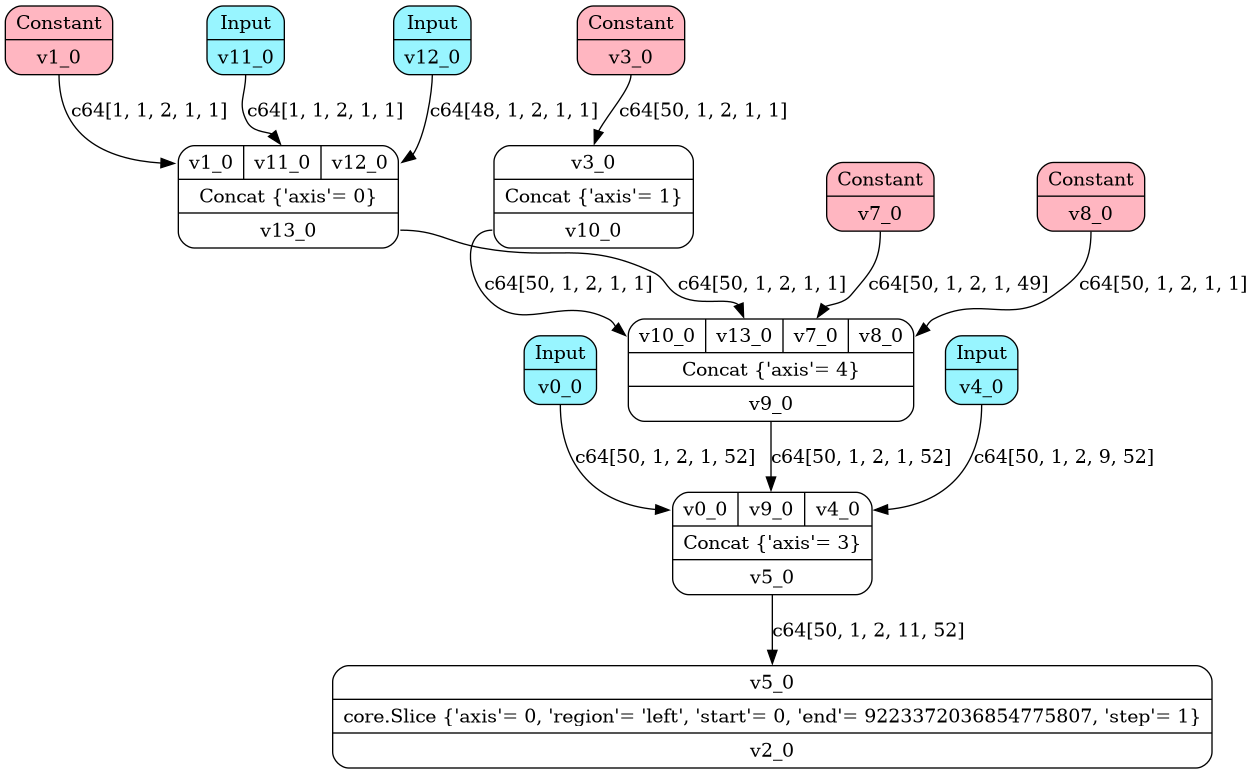 Constant
v1_0
Input
v11_0
Input
v12_0
Constant
v3_0
c64[1, 1, 2, 1, 1]
c64[1, 1, 2, 1, 1]
c64[48, 1, 2, 1, 1]
c64[50, 1, 2, 1, 1]
v1_0 v11_0 v12_0
Concat {'axis'= 0}
v13_0
v3_0
Concat {'axis'= 1}
v10_0
Constant
v7_0
Constant
v8_0
c64[50, 1, 2, 1, 1]
c64[50, 1, 2, 1, 1]
c64[50, 1, 2, 1, 49]
c64[50, 1, 2, 1, 1]
Input
v0_0
v10_0 v13_0 v7_0 v8_0
Concat {'axis'= 4}
v9_0
Input
v4_0
c64[50, 1, 2, 1, 52]
c64[50, 1, 2, 1, 52]
c64[50, 1, 2, 9, 52]
v0_0 v9_0 v4_0
Concat {'axis'= 3}
v5_0
c64[50, 1, 2, 11, 52]
v5_0
core.Slice {'axis'= 0, 'region'= 'left', 'start'= 0, 'end'= 9223372036854775807, 'step'= 1}
v2_0